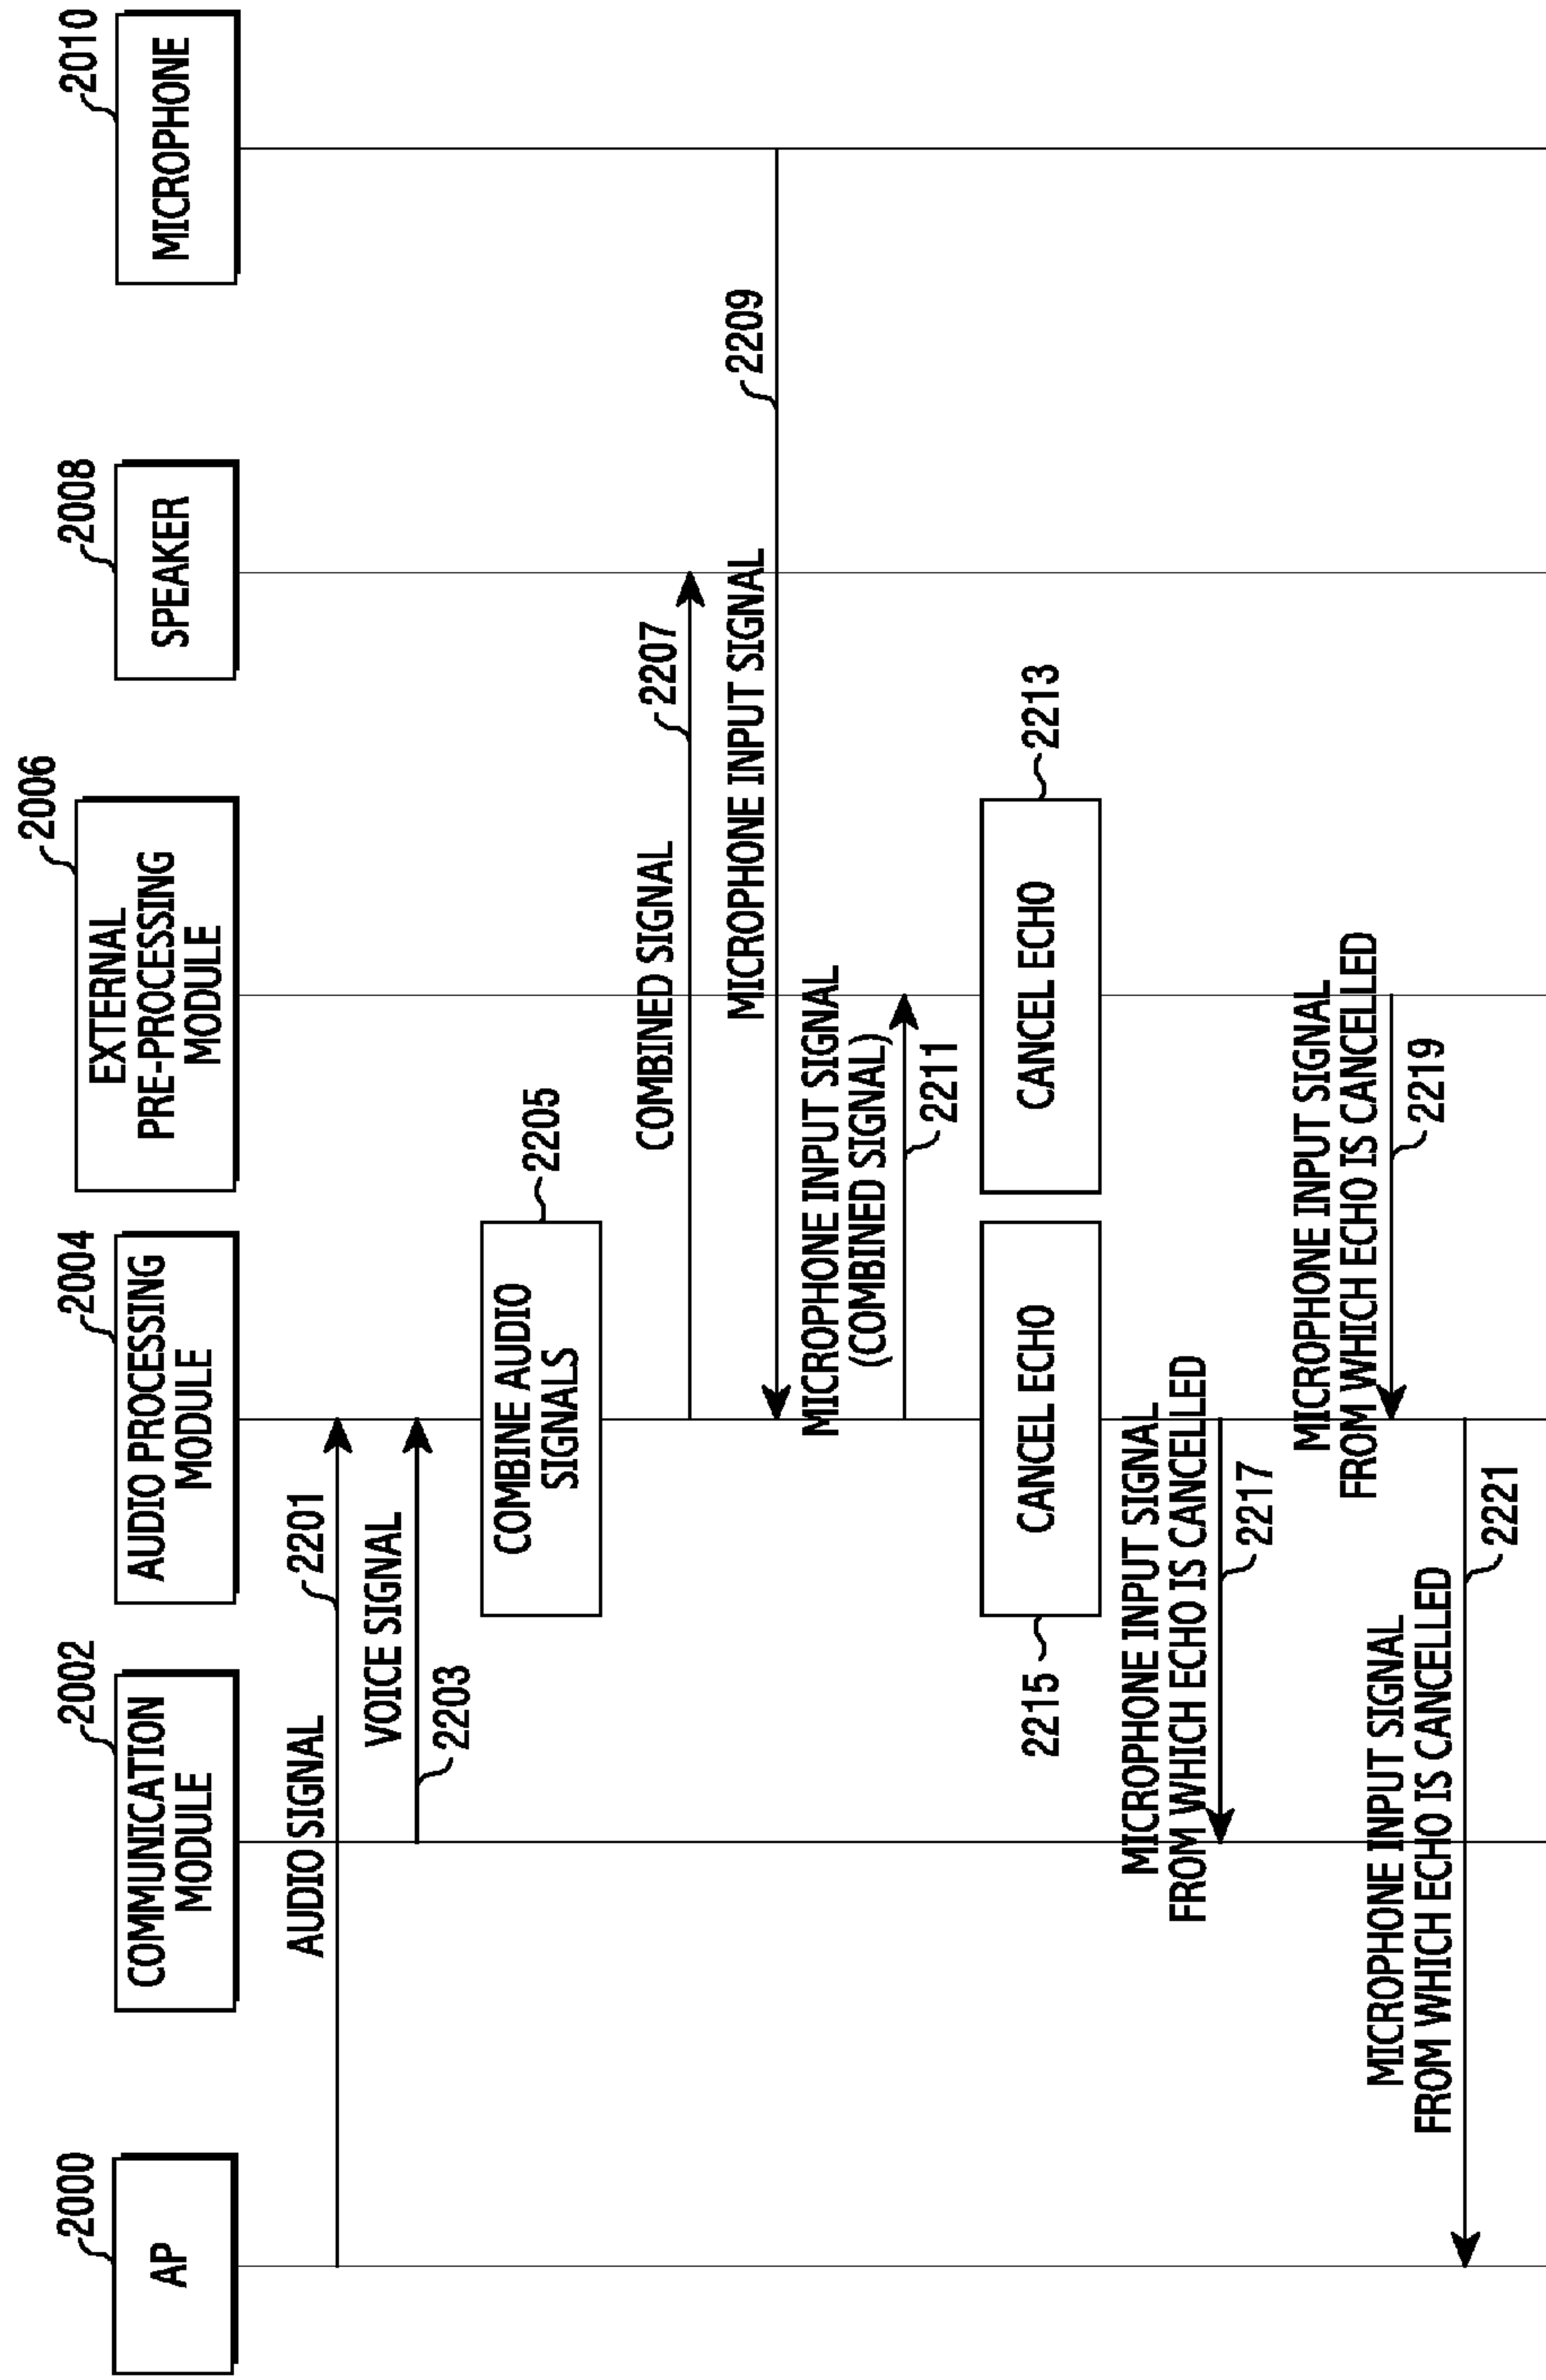 2000
AP
2002
COMMUNICATION
MODULE
2004
AUDIO PROCESSING
MODULE
2006
EXTERNAL
PRE-PROCESSING
MODULE
2008
SPEAKER
2010
MICROPHONE
AUDIO SIGNAL
2201
VOICE SIGNAL
2203
2205
COMBINE AUDIO
SIGNALS
COMBINED SIGNAL
2207
MICROPHONE INPUT SIGNAL
2209
MICROPHONE INPUT SIGNAL
(COMBINED SIGNAL)
2211
2215
CANCEL ECHO
CANCEL ECHO
2213
MICROPHONE INPUT SIGNAL
FROM WHICH ECHO IS CANCELLED
2217
MICROPHONE INPUT SIGNAL
FROM WHICH ECHO IS CANCELLED
2219
MICROPHONE INPUT SIGNAL
FROM WHICH ECHO IS CANCELLED
2221